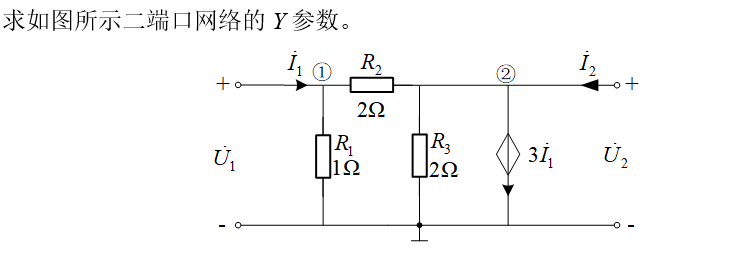 求如图所示二端口网络的 Y 参数。
İ₁ ① R₂ ② İ₂
+ +
2Ω
R₁ R₃ 3İ₁
U̇₁ 1Ω 2Ω U̇₂
- -